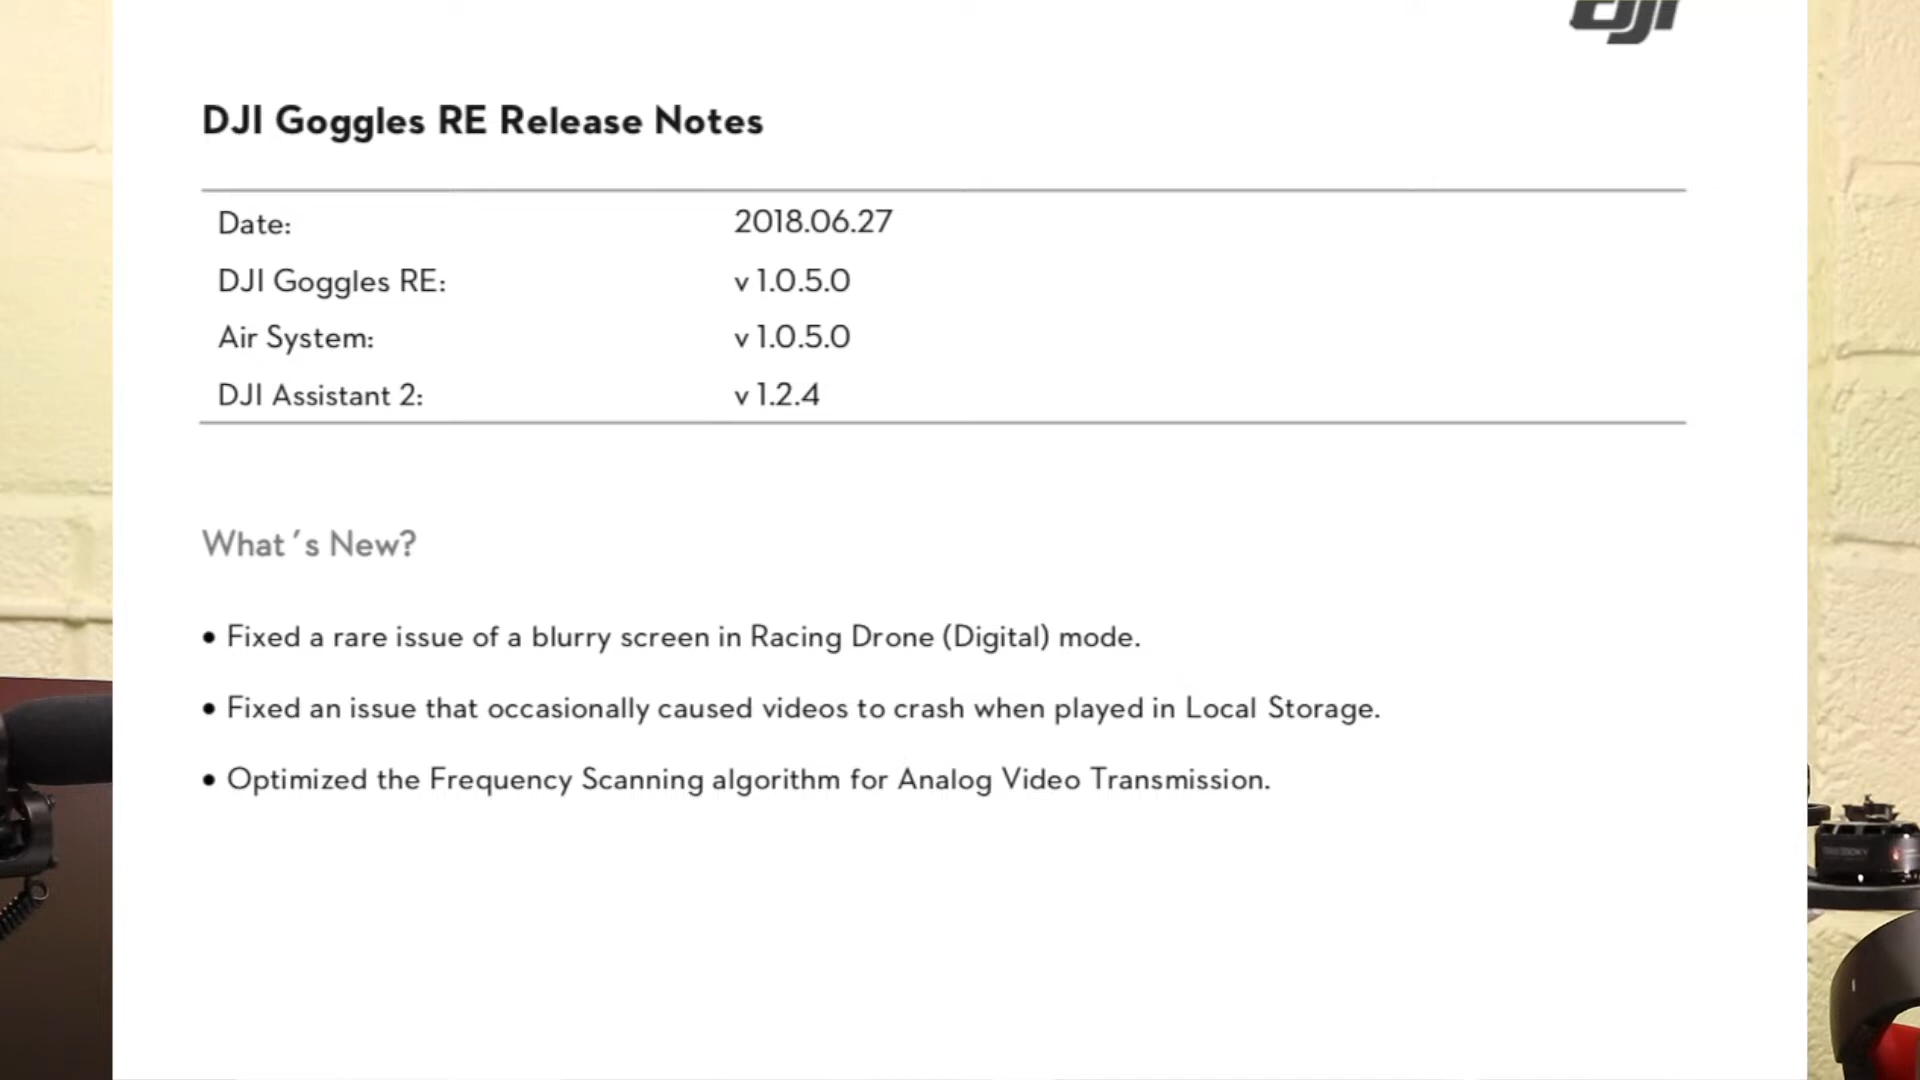 dji
DJI Goggles RE Release Notes
Date: 2018.06.27
DJI Goggles RE: v 1.0.5.0
Air System: v 1.0.5.0
DJI Assistant 2: v 1.2.4
What´s New?
• Fixed a rare issue of a blurry screen in Racing Drone (Digital) mode.
• Fixed an issue that occasionally caused videos to crash when played in Local Storage.
• Optimized the Frequency Scanning algorithm for Analog Video Transmission.